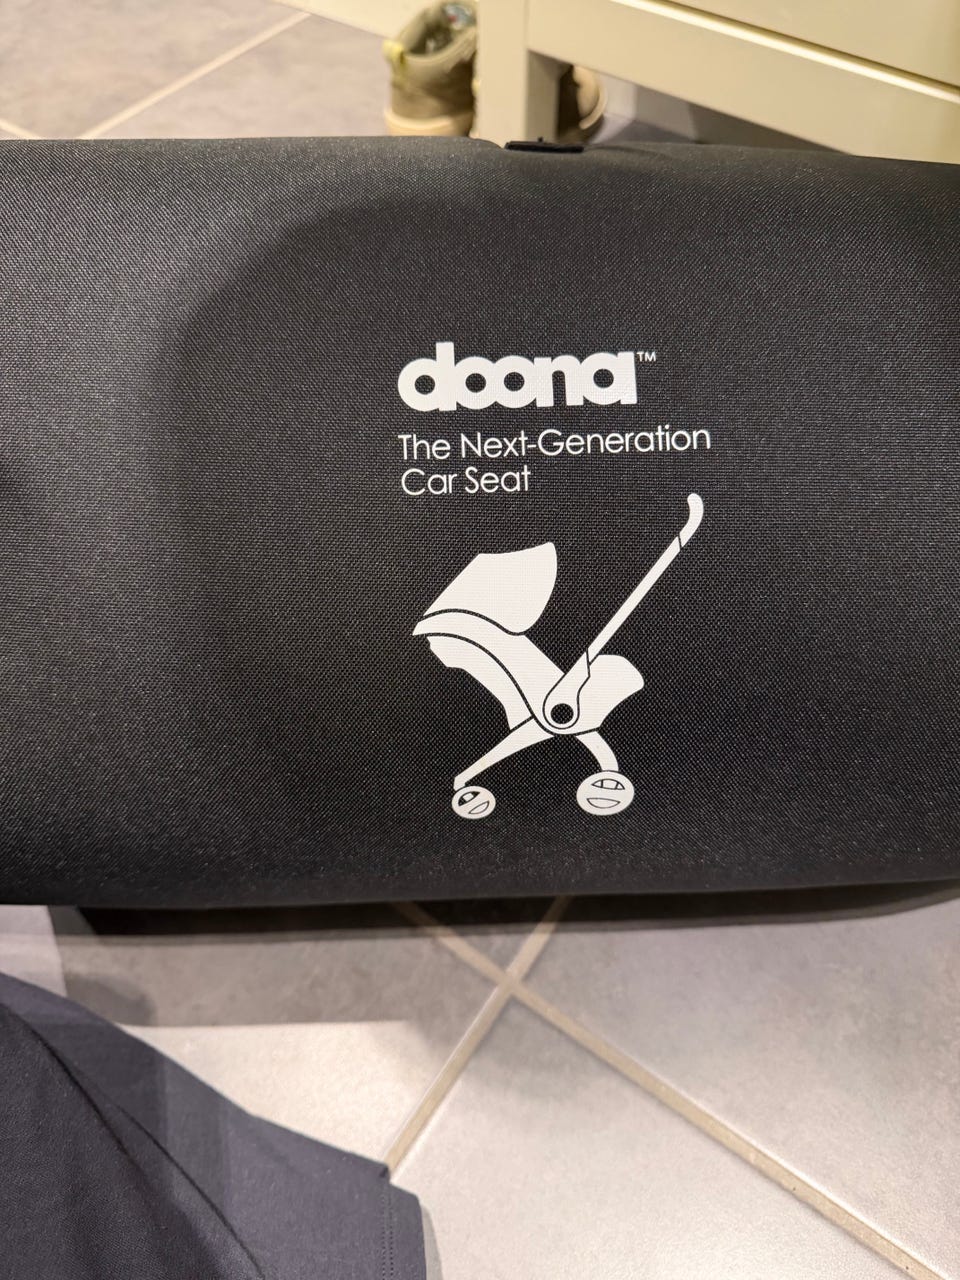 doona™
The Next-Generation
Car Seat